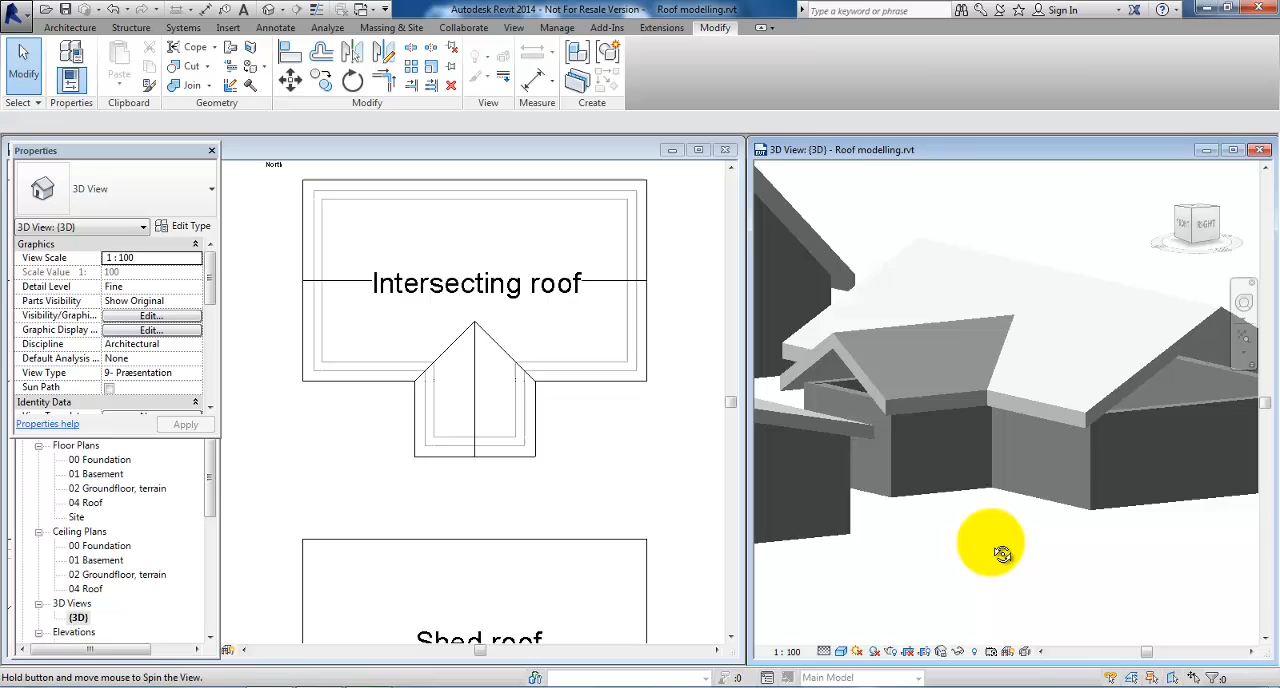 Autodesk Revit 2014 - Not For Resale Version - Roof modelling.rvt
Type a keyword or phrase
Sign In
Architecture Structure Systems Insert Annotate Analyze Massing & Site Collaborate View Manage Add-Ins Extensions Modify
Modify
Paste
Cope
Cut
Join
Select Properties Clipboard Geometry Modify View Measure Create
Properties
3D View
3D View: {3D}
Edit Type
Graphics
View Scale 1 : 100
Scale Value 1: 100
Detail Level Fine
Parts Visibility Show Original
Visibility/Graphi... Edit...
Graphic Display ... Edit...
Discipline Architectural
Default Analysis ... None
View Type 9- Præsentation
Sun Path
Identity Data
Properties help
Apply
Floor Plans
00 Foundation
01 Basement
02 Groundfloor, terrain
04 Roof
Site
Ceiling Plans
00 Foundation
01 Basement
02 Groundfloor, terrain
04 Roof
3D Views
{3D}
Elevations
North
Intersecting roof
Shed roof
3D View: {3D} - Roof modelling.rvt
RIGHT
1 : 100
Hold button and move mouse to Spin the View.
:0
Main Model
:0